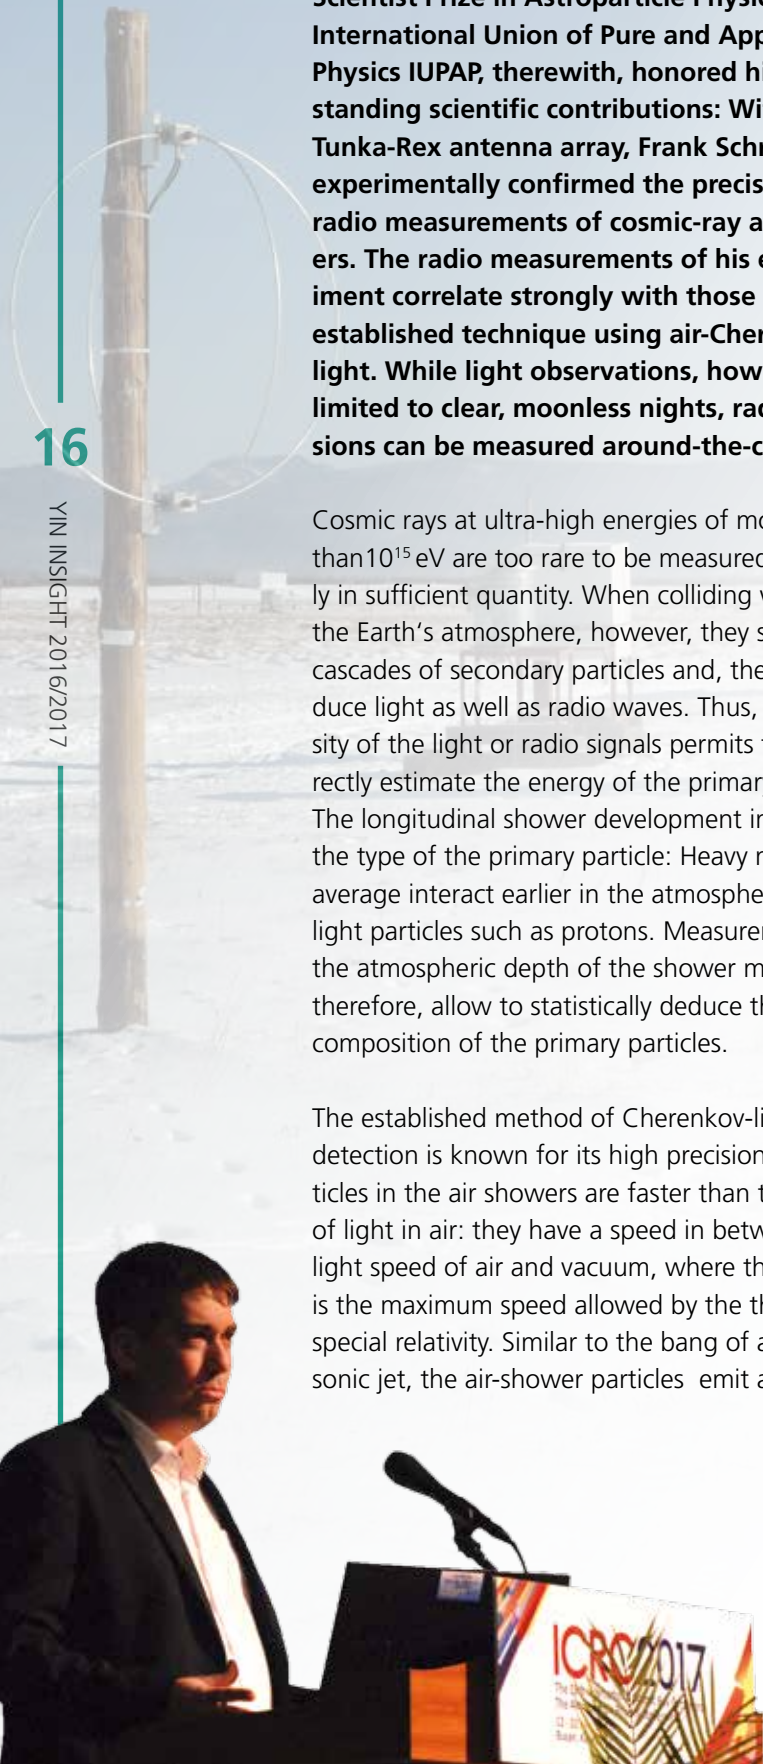 Scientist Prize in Astroparticle Physic
International Union of Pure and App
Physics IUPAP, therewith, honored hi
standing scientific contributions: Wi
Tunka-Rex antenna array, Frank Schr
experimentally confirmed the precis
radio measurements of cosmic-ray a
ers. The radio measurements of his e
iment correlate strongly with those
established technique using air-Cher
light. While light observations, how
limited to clear, moonless nights, rad
sions can be measured around-the-c
16
YIN INSIGHT 2016/2017
Cosmic rays at ultra-high energies of mo
than10¹⁵ eV are too rare to be measured
ly in sufficient quantity. When colliding v
the Earth‘s atmosphere, however, they s
cascades of secondary particles and, the
duce light as well as radio waves. Thus,
sity of the light or radio signals permits t
rectly estimate the energy of the primary
The longitudinal shower development in
the type of the primary particle: Heavy n
average interact earlier in the atmosphe
light particles such as protons. Measurer
the atmospheric depth of the shower m
therefore, allow to statistically deduce th
composition of the primary particles.
The established method of Cherenkov-li
detection is known for its high precision
ticles in the air showers are faster than t
of light in air: they have a speed in betw
light speed of air and vacuum, where th
is the maximum speed allowed by the th
special relativity. Similar to the bang of a
sonic jet, the air-shower particles  emit a
ICRC2017